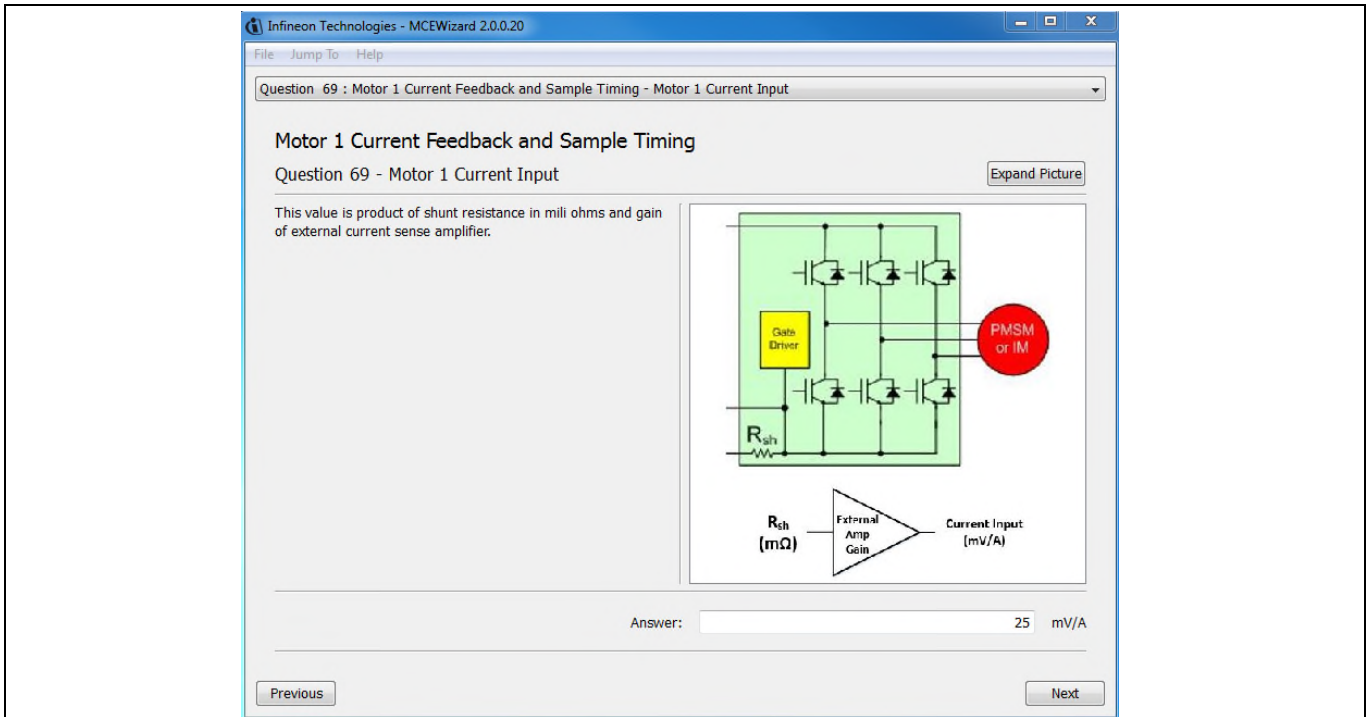 Infineon Technologies - MCEWizard 2.0.0.20
File Jump To Help
Question 69 : Motor 1 Current Feedback and Sample Timing - Motor 1 Current Input
Motor 1 Current Feedback and Sample Timing
Question 69 - Motor 1 Current Input
Expand Picture
This value is product of shunt resistance in mili ohms and gain
of external current sense amplifier.
Gate
Driver
PMSM
or IM
Rsh
Rsh
(mΩ)
External
Amp
Gain
Current Input
(mV/A)
Answer: 25 mV/A
Previous Next